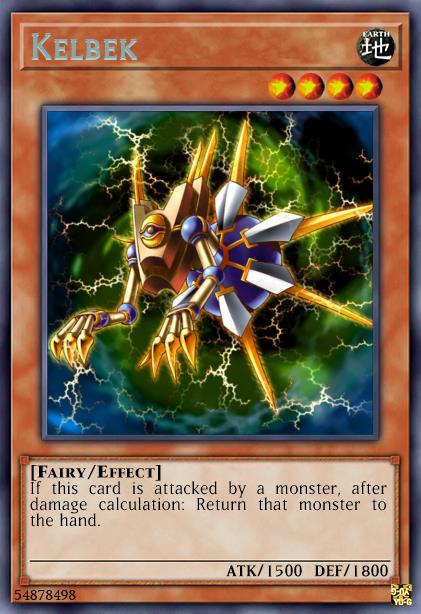 KELBEK
EARTH
地
[FAIRY/EFFECT]
If this card is attacked by a monster, after
damage calculation: Return that monster to
the hand.
ATK/1500 DEF/1800
54878498